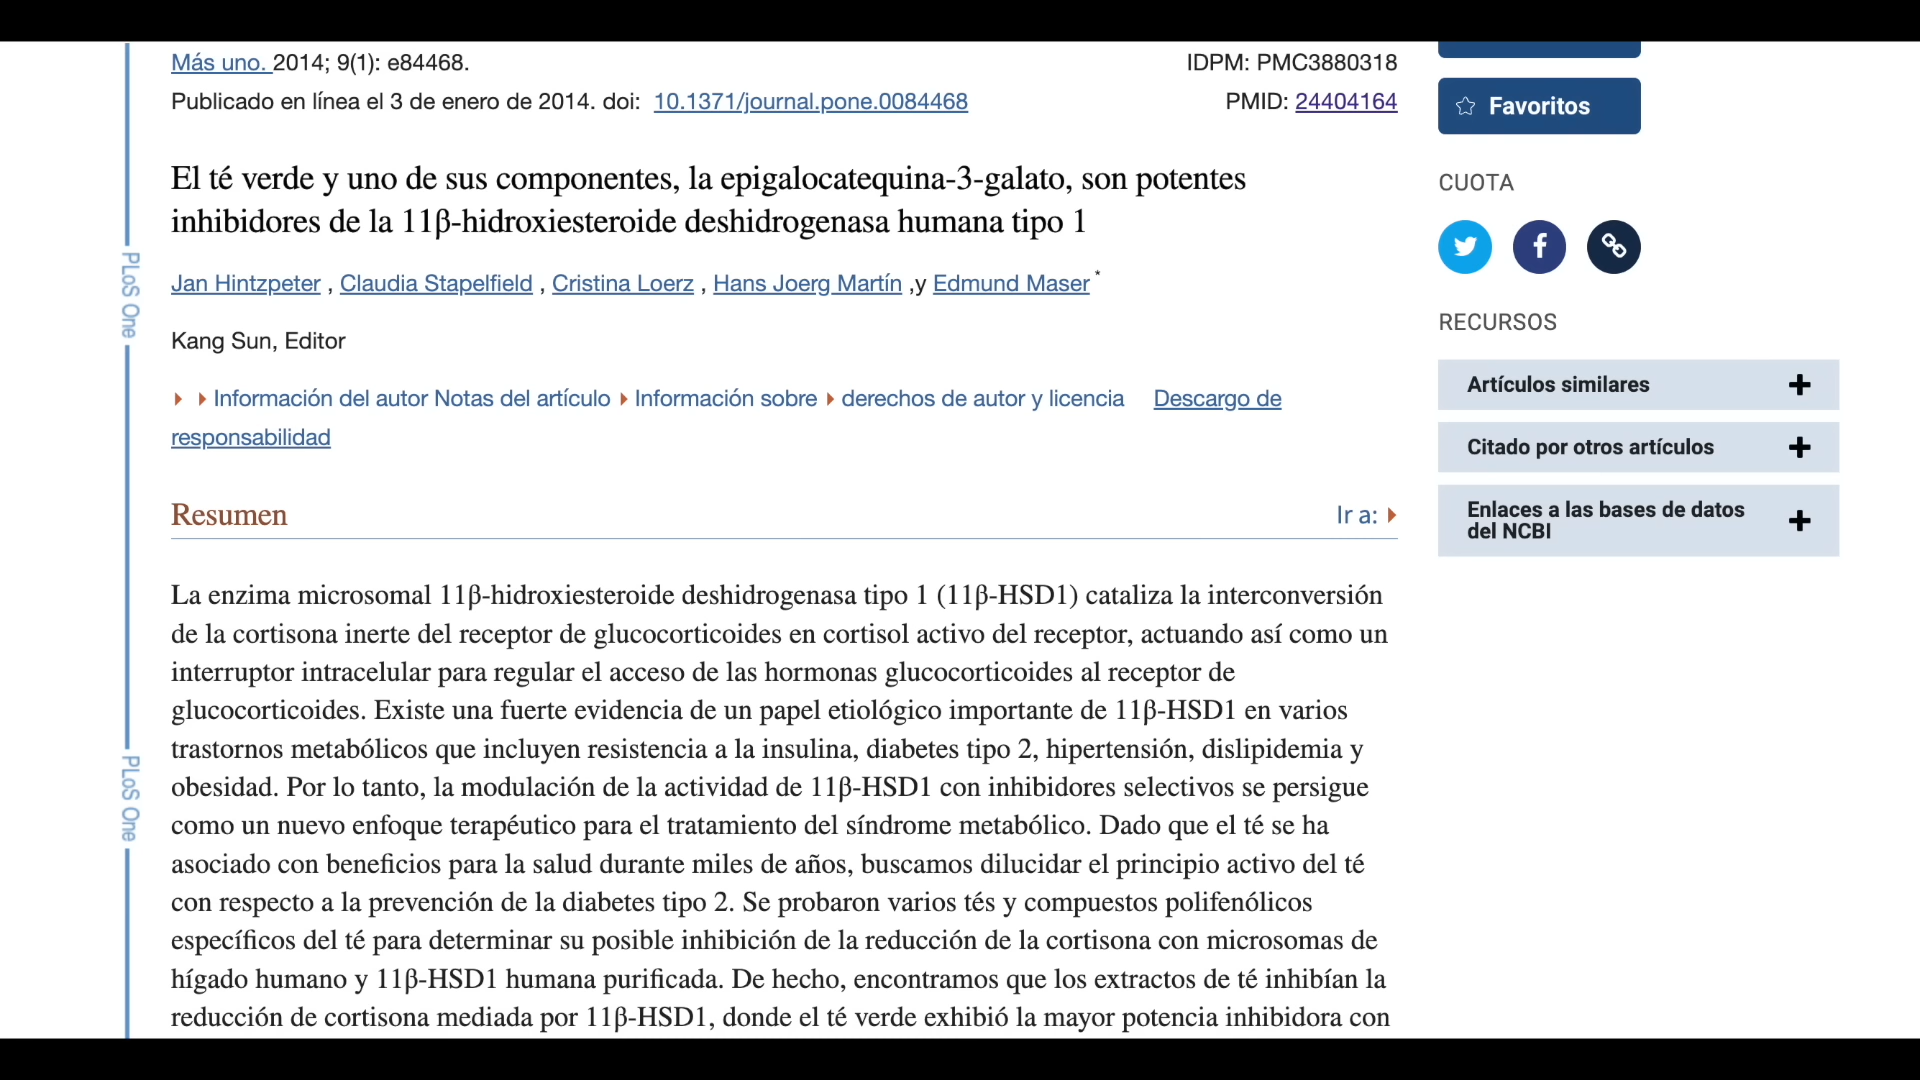 Más uno. 2014; 9(1): e84468.
IDPM: PMC3880318
Publicado en línea el 3 de enero de 2014. doi: 10.1371/journal.pone.0084468
PMID: 24404164
El té verde y uno de sus componentes, la epigalocatequina-3-galato, son potentes
inhibidores de la 11β-hidroxiesteroide deshidrogenasa humana tipo 1
Jan Hintzpeter , Claudia Stapelfield , Cristina Loerz , Hans Joerg Martín ,y Edmund Maser *
Kang Sun, Editor
Información del autor Notas del artículo Información sobre derechos de autor y licencia Descargo de
responsabilidad
Resumen
Ir a:
La enzima microsomal 11β-hidroxiesteroide deshidrogenasa tipo 1 (11β-HSD1) cataliza la interconversión
de la cortisona inerte del receptor de glucocorticoides en cortisol activo del receptor, actuando así como un
interruptor intracelular para regular el acceso de las hormonas glucocorticoides al receptor de
glucocorticoides. Existe una fuerte evidencia de un papel etiológico importante de 11β-HSD1 en varios
trastornos metabólicos que incluyen resistencia a la insulina, diabetes tipo 2, hipertensión, dislipidemia y
obesidad. Por lo tanto, la modulación de la actividad de 11β-HSD1 con inhibidores selectivos se persigue
como un nuevo enfoque terapéutico para el tratamiento del síndrome metabólico. Dado que el té se ha
asociado con beneficios para la salud durante miles de años, buscamos dilucidar el principio activo del té
con respecto a la prevención de la diabetes tipo 2. Se probaron varios tés y compuestos polifenólicos
específicos del té para determinar su posible inhibición de la reducción de la cortisona con microsomas de
hígado humano y 11β-HSD1 humana purificada. De hecho, encontramos que los extractos de té inhibían la
reducción de cortisona mediada por 11β-HSD1, donde el té verde exhibió la mayor potencia inhibidora con
PLoS One
PLoS One
Favoritos
CUOTA
RECURSOS
Artículos similares
Citado por otros artículos
Enlaces a las bases de datos
del NCBI